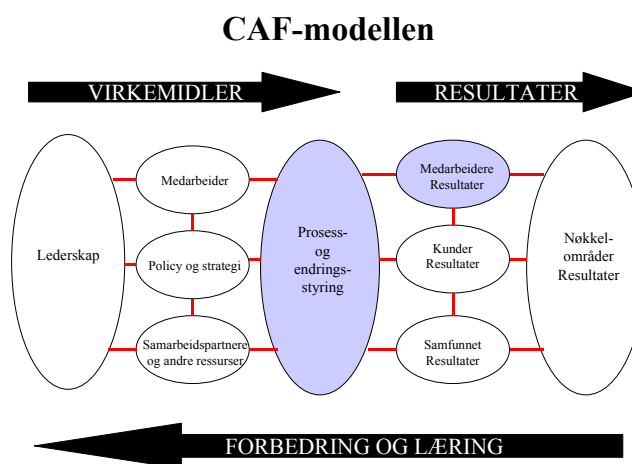 CAF-modellen
VIRKEMIDLER
RESULTATER
Lederskap
Medarbeider
Policy og strategi
Samarbeidspartnere
og andre ressurser
Prosess-
og
endrings-
styring
Medarbeidere
Resultater
Kunder
Resultater
Samfunnet
Resultater
Nøkkel-
områder
Resultater
FORBEDRING OG LÆRING